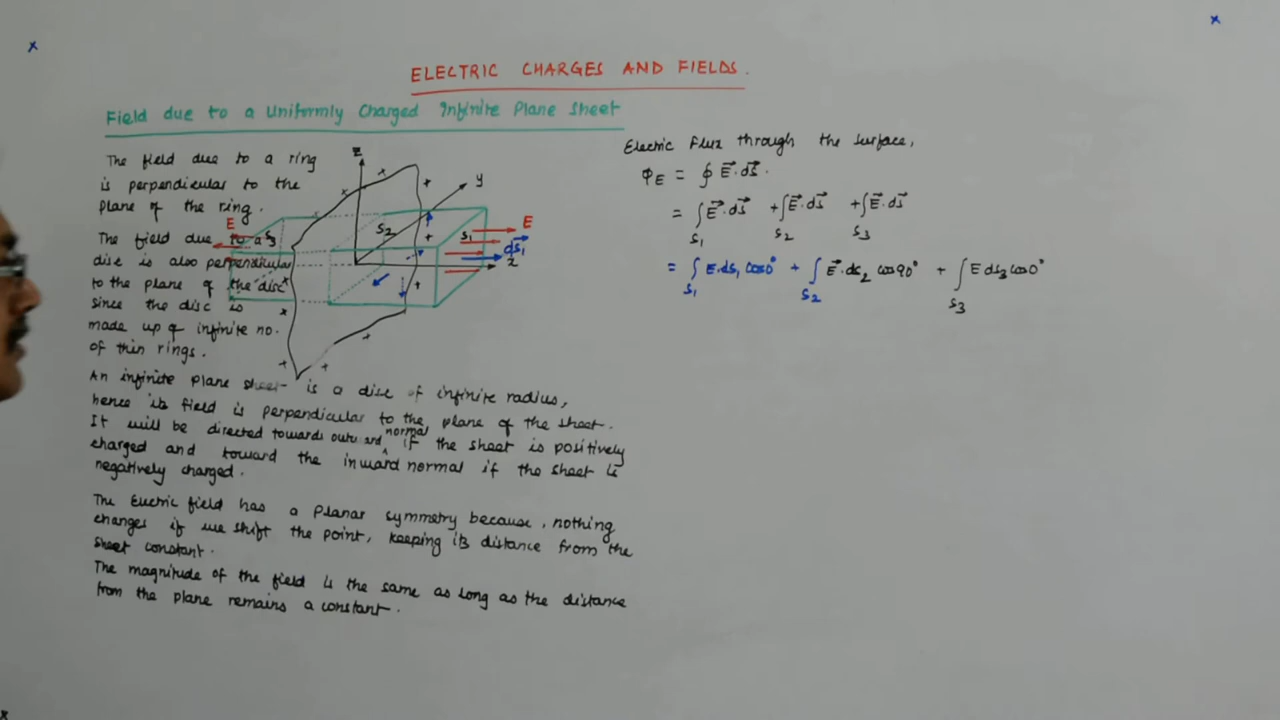 ELECTRIC CHARGES AND FIELDS.
Field due to a Uniformly Charged Infinite Plane Sheet
The field due to a ring
is perpendicular to the
plane of the ring.
The field due to a
disc is also perpendicular
to the plane of the disc
since the disc is
made up of infinite no.
of thin rings.
z
y
x
E
S3
S2
S1
E
dS1
An infinite plane sheet is a disc of infinite radius,
hence its field is perpendicular to the plane of the sheet.
It will be directed towards outward normal if the sheet is positively
charged and toward the inward normal if the sheet is
negatively charged.
The Electric field has a planar symmetry because, nothing
changes if we shift the point, keeping its distance from the
sheet constant.
The magnitude of the field is the same as long as the distance
from the plane remains a constant.
Electric Flux through the surface,
φE = ∮ E⃗.ds⃗.
= ∫S1 E⃗.ds⃗ + ∫S2 E⃗.ds⃗ + ∫S3 E⃗.ds⃗
= ∫S1 E.ds1 cos0° + ∫S2 E⃗.ds2 cos90° + ∫S3 E ds3 cos0°